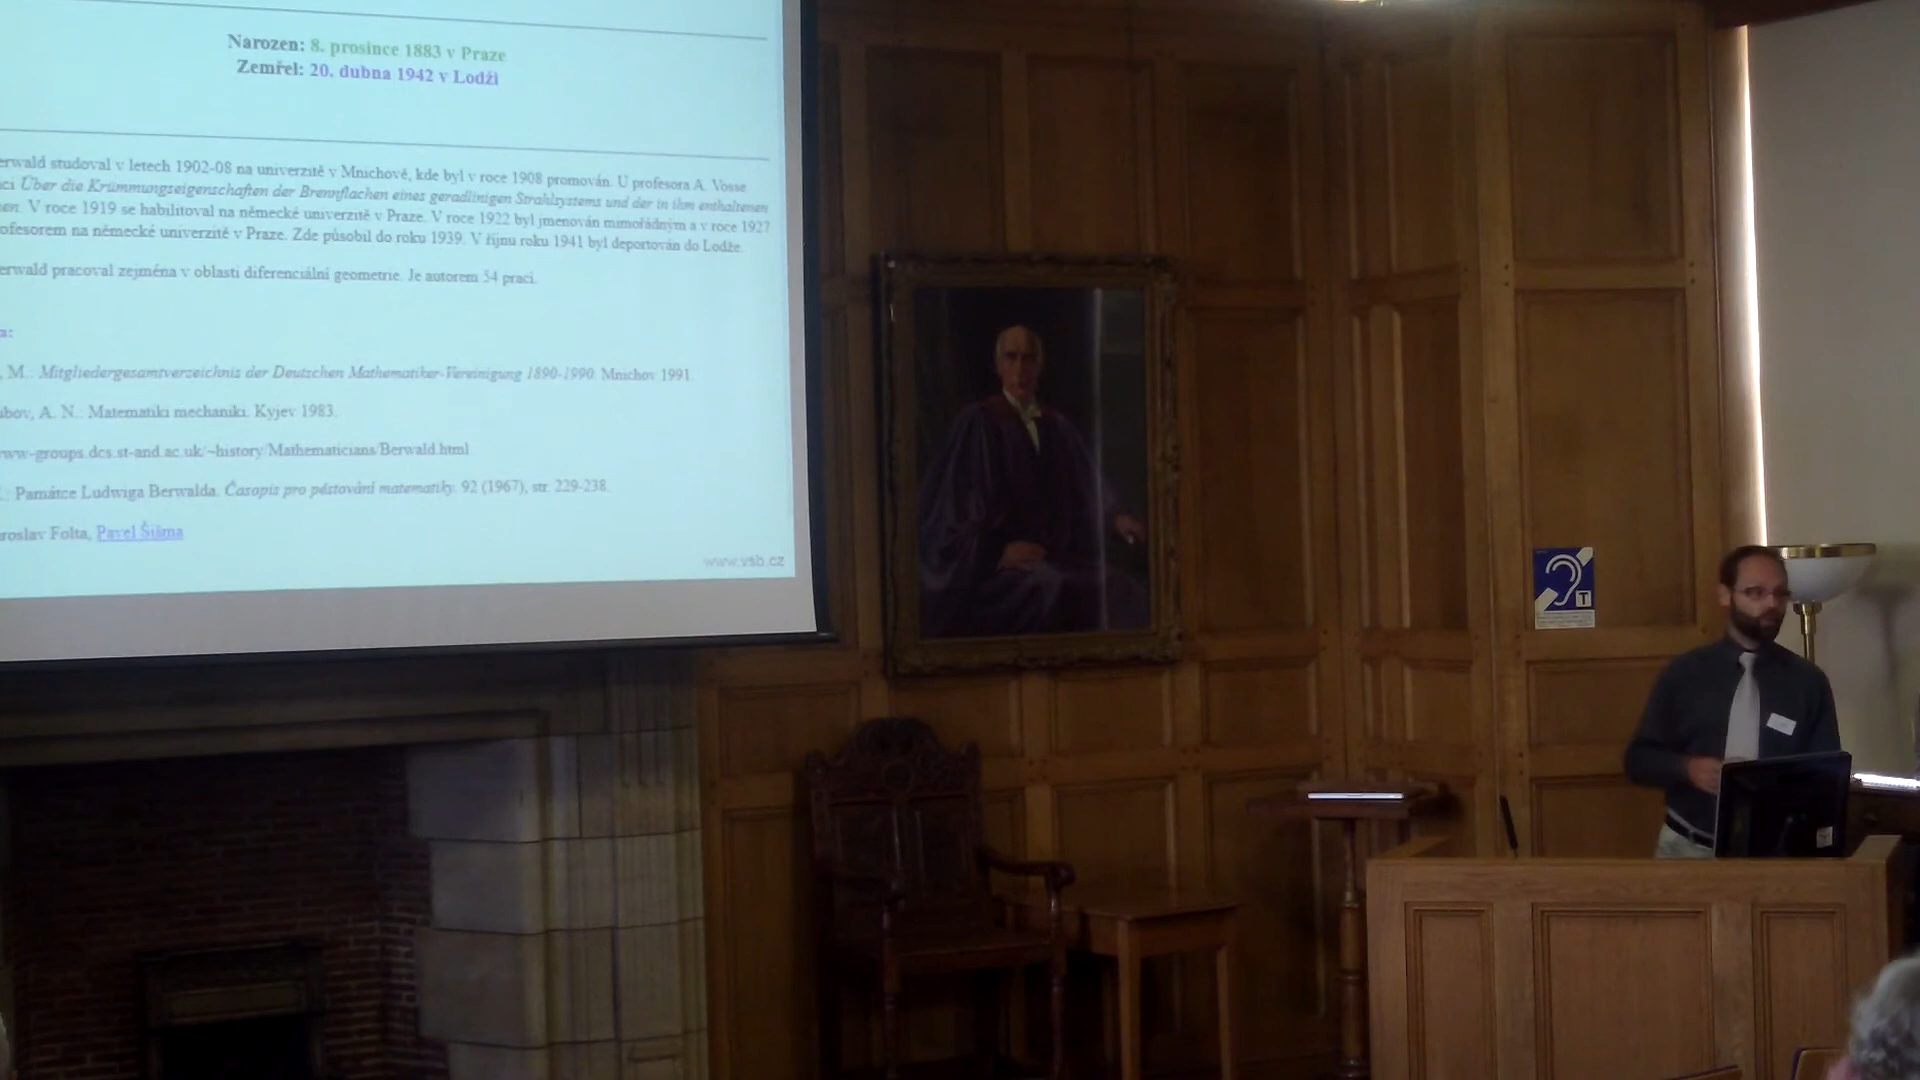 Narozen: 8. prosince 1883 v Praze
Zemřel: 20. dubna 1942 v Lodži
erwald studoval v letech 1902-08 na univerzitě v Mnichově, kde byl v roce 1908 promován. U profesora A. Vosse
ci Über die Krümmungseigenschaften der Brennflachen eines geradlinigen Strahlsystems und der in ihm enthaltenen
en. V roce 1919 se habilitoval na německé univerzitě v Praze. V roce 1922 byl jmenován mimořádným a v roce 1927
ofesorem na německé univerzitě v Praze. Zde působil do roku 1939. V říjnu roku 1941 byl deportován do Lodže.
erwald pracoval zejména v oblasti diferenciální geometrie. Je autorem 54 prací.
a:
, M.: Mitgliedergesamtverzeichnis der Deutschen Mathematiker-Vereinigung 1890-1990. Mnichov 1991.
ubov, A. N.: Matematiki mechaniki. Kyjev 1983.
ww-groups.dcs.st-and.ac.uk/~history/Mathematicians/Berwald.html
.: Památce Ludwiga Berwalda. Časopis pro pěstování matematiky. 92 (1967), str. 229-238.
roslav Folta, Pavel Šišma
www.vsb.cz
T